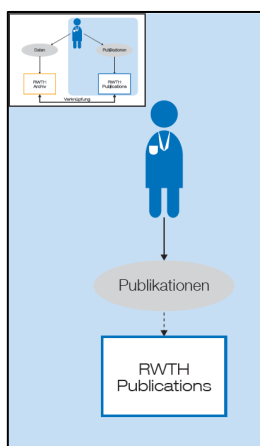 Daten
Publikationen
RWTH
Archiv
RWTH
Publications
Verknüpfung
Publikationen
RWTH
Publications